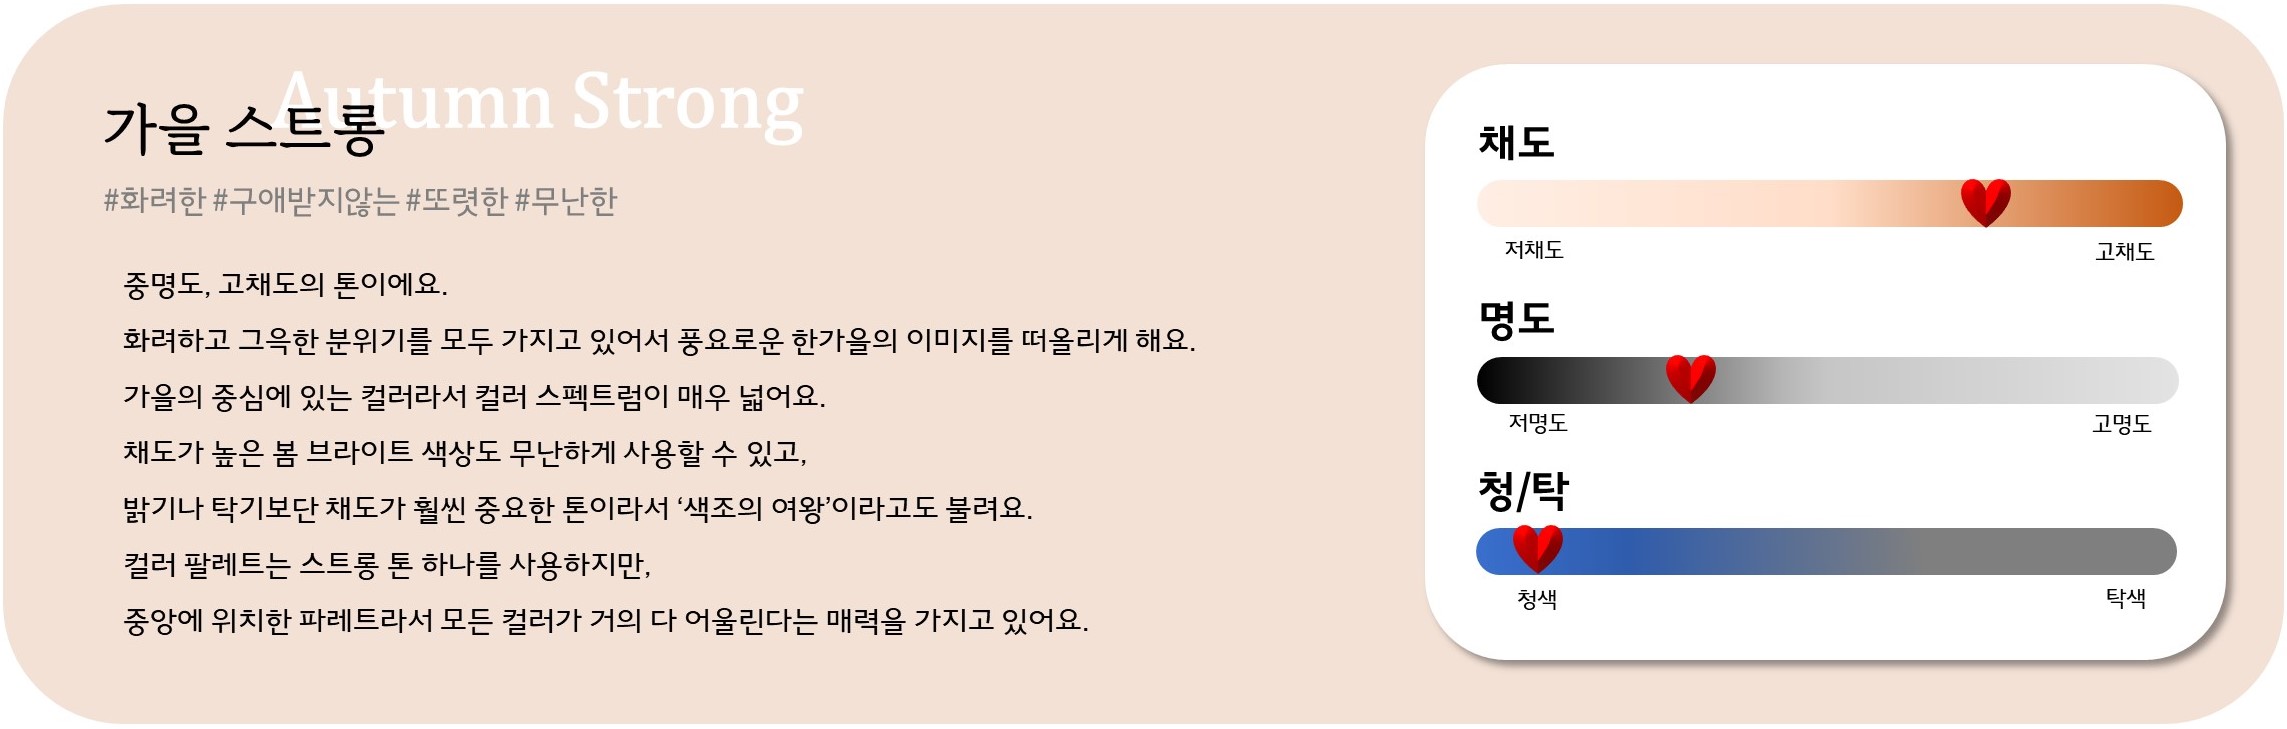 Autumn Strong
가을 스트롱
#화려한 #구애받지않는 #또렷한 #무난한
중명도, 고채도의 톤이에요.
화려하고 그윽한 분위기를 모두 가지고 있어서 풍요로운 한가을의 이미지를 떠올리게 해요.
가을의 중심에 있는 컬러라서 컬러 스펙트럼이 매우 넓어요.
채도가 높은 봄 브라이트 색상도 무난하게 사용할 수 있고,
밝기나 탁기보단 채도가 훨씬 중요한 톤이라서 ‘색조의 여왕’이라고도 불려요.
컬러 팔레트는 스트롱 톤 하나를 사용하지만,
중앙에 위치한 파레트라서 모든 컬러가 거의 다 어울린다는 매력을 가지고 있어요.
채도
저채도 고채도
명도
저명도 고명도
청/탁
청색 탁색